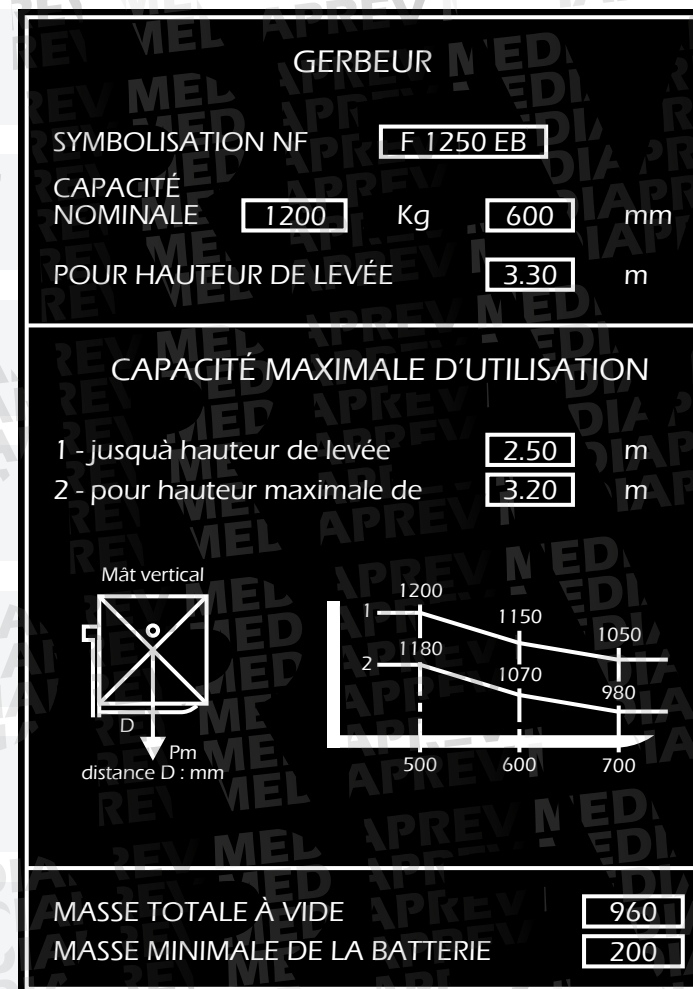 GERBEUR
SYMBOLISATION NF F 1250 EB
CAPACITÉ
NOMINALE 1200 Kg 600 mm
POUR HAUTEUR DE LEVÉE 3.30 m
CAPACITÉ MAXIMALE D'UTILISATION
1 - jusquà hauteur de levée 2.50 m
2 - pour hauteur maximale de 3.20 m
Mât vertical
D
Pm
distance D : mm
1200
1 1150
1050
1180
2 1070
980
500 600 700
MASSE TOTALE À VIDE 960
MASSE MINIMALE DE LA BATTERIE 200